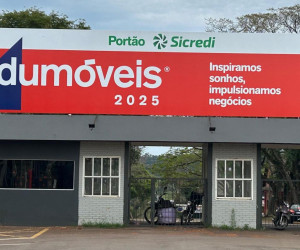 Portão Sicredi
dumóveis®
2025
Inspiramos
sonhos,
impulsionamos
negócios